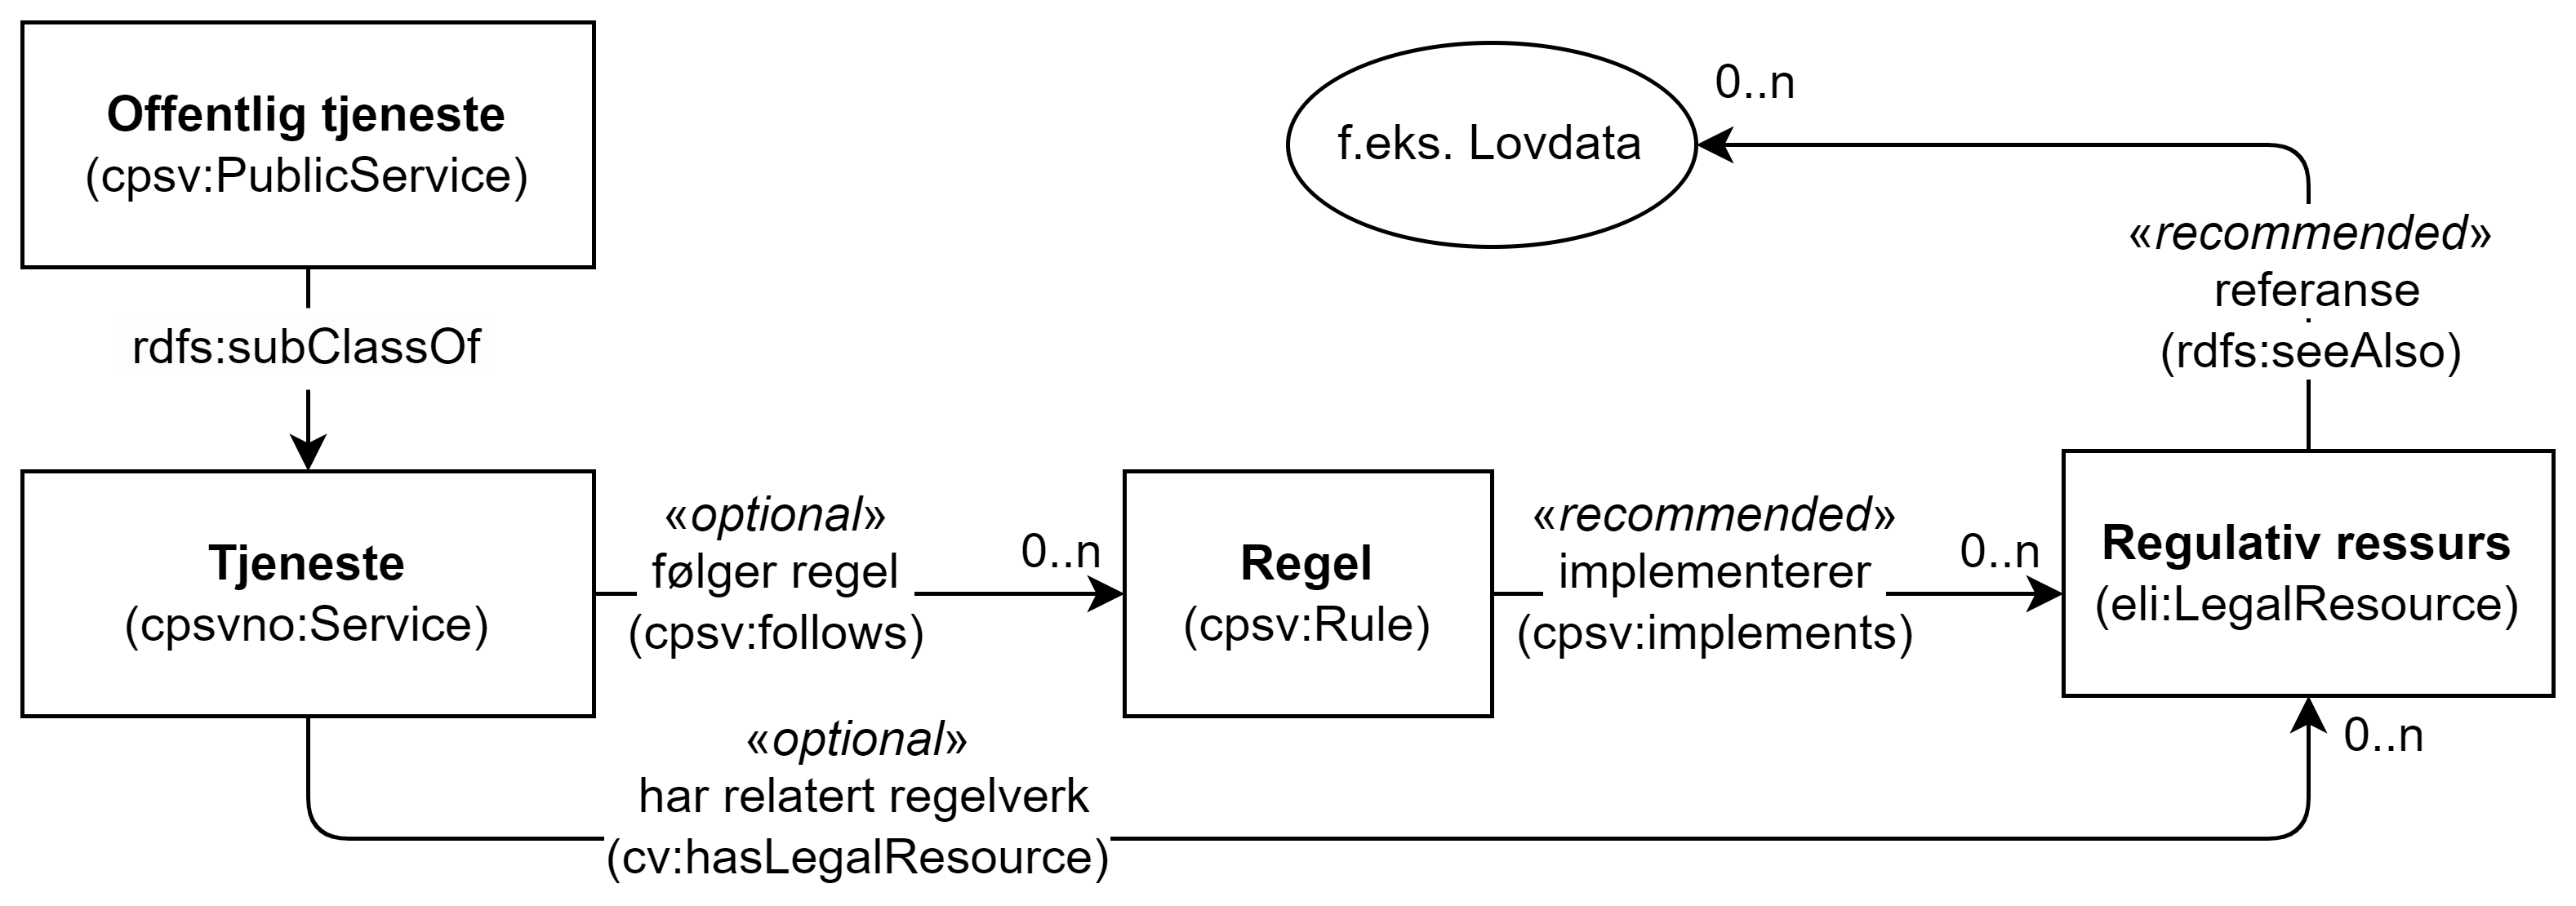 Offentlig tjeneste
(cpsv:PublicService)
rdfs:subClassOf
f.eks. Lovdata
0..n
«recommended»
referanse
(rdfs:seeAlso)
Tjeneste
(cpsvno:Service)
«optional»
følger regel
(cpsv:follows)
0..n
Regel
(cpsv:Rule)
«recommended»
implementerer
(cpsv:implements)
0..n
Regulativ ressurs
(eli:LegalResource)
«optional»
har relatert regelverk
(cv:hasLegalResource)
0..n